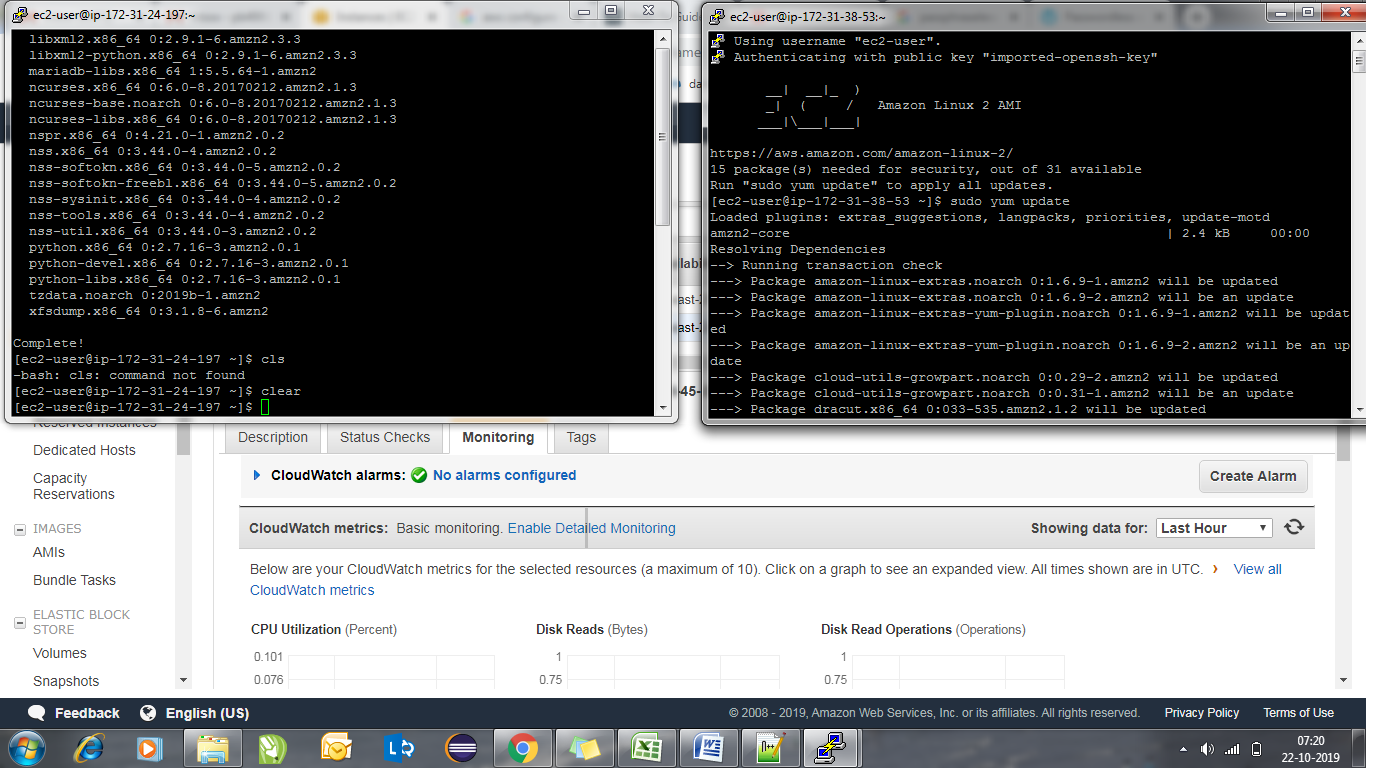 ec2-user@ip-172-31-24-197:~
libxml2.x86_64 0:2.9.1-6.amzn2.3.3
libxml2-python.x86_64 0:2.9.1-6.amzn2.3.3
mariadb-libs.x86_64 1:5.5.64-1.amzn2
ncurses.x86_64 0:6.0-8.20170212.amzn2.1.3
ncurses-base.noarch 0:6.0-8.20170212.amzn2.1.3
ncurses-libs.x86_64 0:6.0-8.20170212.amzn2.1.3
nspr.x86_64 0:4.21.0-1.amzn2.0.2
nss.x86_64 0:3.44.0-4.amzn2.0.2
nss-softokn.x86_64 0:3.44.0-5.amzn2.0.2
nss-softokn-freebl.x86_64 0:3.44.0-5.amzn2.0.2
nss-sysinit.x86_64 0:3.44.0-4.amzn2.0.2
nss-tools.x86_64 0:3.44.0-4.amzn2.0.2
nss-util.x86_64 0:3.44.0-3.amzn2.0.2
python.x86_64 0:2.7.16-3.amzn2.0.1
python-devel.x86_64 0:2.7.16-3.amzn2.0.1
python-libs.x86_64 0:2.7.16-3.amzn2.0.1
tzdata.noarch 0:2019b-1.amzn2
xfsdump.x86_64 0:3.1.8-6.amzn2
Complete!
[ec2-user@ip-172-31-24-197 ~]$ cls
-bash: cls: command not found
[ec2-user@ip-172-31-24-197 ~]$ clear
[ec2-user@ip-172-31-24-197 ~]$
ec2-user@ip-172-31-38-53:~
Using username "ec2-user".
Authenticating with public key "imported-openssh-key"
__|  __|_  )
_|  (     /   Amazon Linux 2 AMI
___|\___|___|
https://aws.amazon.com/amazon-linux-2/
15 package(s) needed for security, out of 31 available
Run "sudo yum update" to apply all updates.
[ec2-user@ip-172-31-38-53 ~]$ sudo yum update
Loaded plugins: extras_suggestions, langpacks, priorities, update-motd
amzn2-core | 2.4 kB 00:00
Resolving Dependencies
--> Running transaction check
---> Package amazon-linux-extras.noarch 0:1.6.9-1.amzn2 will be updated
---> Package amazon-linux-extras.noarch 0:1.6.9-2.amzn2 will be an update
---> Package amazon-linux-extras-yum-plugin.noarch 0:1.6.9-1.amzn2 will be updat
ed
---> Package amazon-linux-extras-yum-plugin.noarch 0:1.6.9-2.amzn2 will be an up
date
---> Package cloud-utils-growpart.noarch 0:0.29-2.amzn2 will be updated
---> Package cloud-utils-growpart.noarch 0:0.31-1.amzn2 will be an update
---> Package dracut.x86_64 0:033-535.amzn2.1.2 will be updated
Reserved Instances
Dedicated Hosts
Capacity
Reservations
IMAGES
AMIs
Bundle Tasks
ELASTIC BLOCK
STORE
Volumes
Snapshots
Description Status Checks Monitoring Tags
CloudWatch alarms: No alarms configured Create Alarm
CloudWatch metrics: Basic monitoring. Enable Detailed Monitoring Showing data for: Last Hour
Below are your CloudWatch metrics for the selected resources (a maximum of 10). Click on a graph to see an expanded view. All times shown are in UTC. › View all
CloudWatch metrics
CPU Utilization (Percent) Disk Reads (Bytes) Disk Read Operations (Operations)
0.101 1 1
0.076 0.75 0.75
Feedback English (US) © 2008 - 2019, Amazon Web Services, Inc. or its affiliates. All rights reserved. Privacy Policy Terms of Use
07:20
22-10-2019